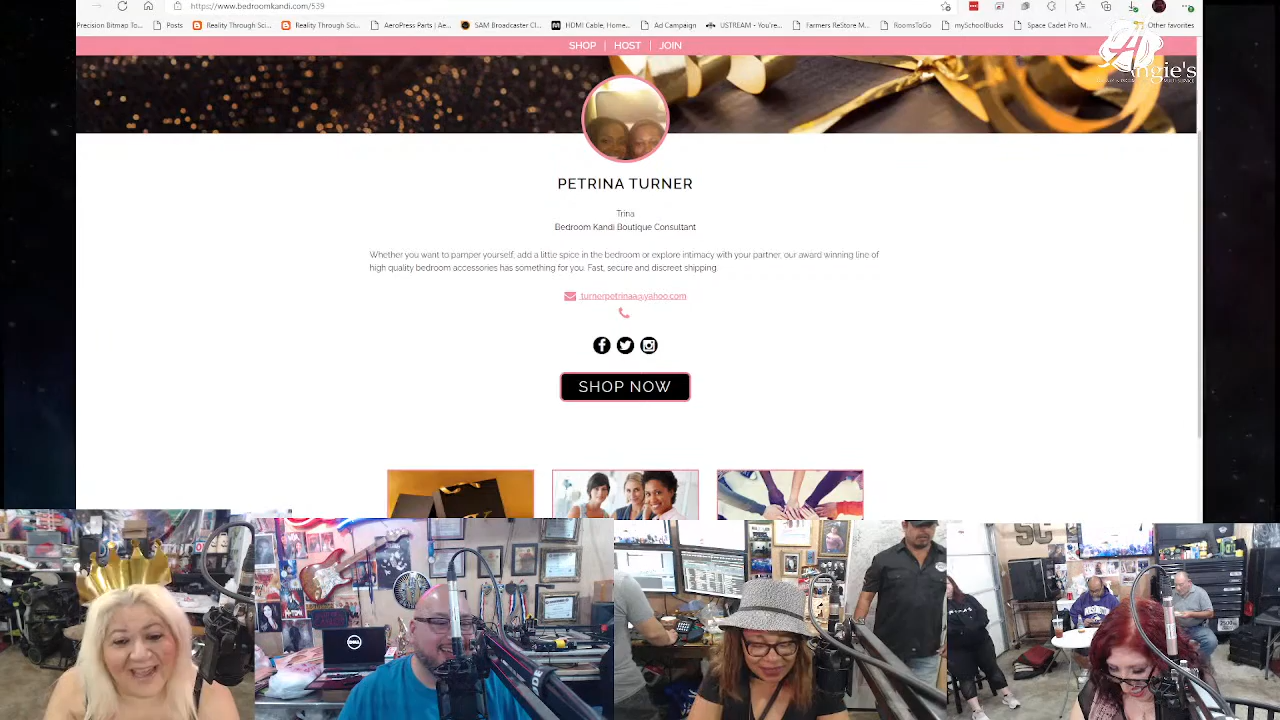 https://www.bedroomkandi.com/539
Reality Through Sci...
Reality Through Sci...
AeroPress Parts | Ae...
SAM Broadcaster Cl...
HDMI Cable, Home...
Ad Campaign
USTREAM - You're...
Farmers ReStore M...
RoomsToGo
mySchoolBucks
Space Cadet Pro M...
Other favorites
SHOP | HOST | JOIN
PETRINA TURNER
Trina
Bedroom Kandi Boutique Consultant
Whether you want to pamper yourself, add a little spice in the bedroom or explore intimacy with your partner, our award winning line of
high quality bedroom accessories has something for you. Fast, secure and discreet shipping.
turnerpetrinaa@yahoo.com
SHOP NOW
DELL